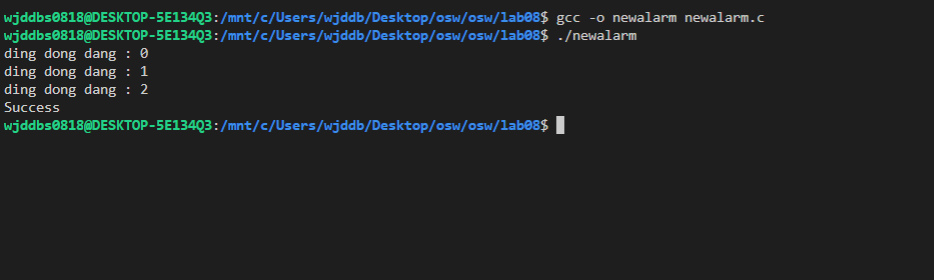 wjddbs0818@DESKTOP-5E134Q3:/mnt/c/Users/wjddb/Desktop/osw/osw/lab08$ gcc -o newalarm newalarm.c
wjddbs0818@DESKTOP-5E134Q3:/mnt/c/Users/wjddb/Desktop/osw/osw/lab08$ ./newalarm
ding dong dang : 0
ding dong dang : 1
ding dong dang : 2
Success
wjddbs0818@DESKTOP-5E134Q3:/mnt/c/Users/wjddb/Desktop/osw/osw/lab08$